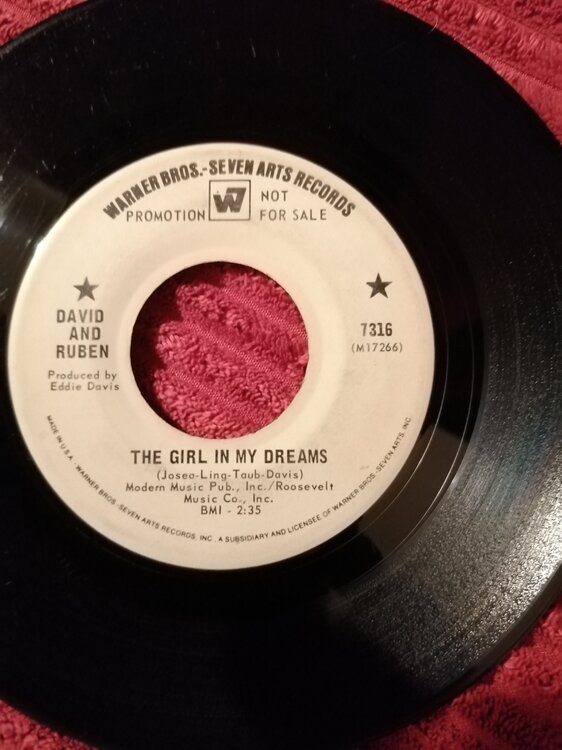 WARNER BROS.-SEVEN ARTS RECORDS
PROMOTION W7 NOT FOR SALE
★
DAVID
AND
RUBEN
Produced by
Eddie Davis
★
7316
(M17266)
THE GIRL IN MY DREAMS
(Josea-Ling-Taub-Davis)
Modern Music Pub., Inc./Roosevelt
Music Co., Inc.
BMI - 2:35
MADE IN U.S.A. · WARNER BROS.-SEVEN ARTS RECORDS, INC., A SUBSIDIARY AND LICENSEE OF WARNER BROS.-SEVEN ARTS, INC.